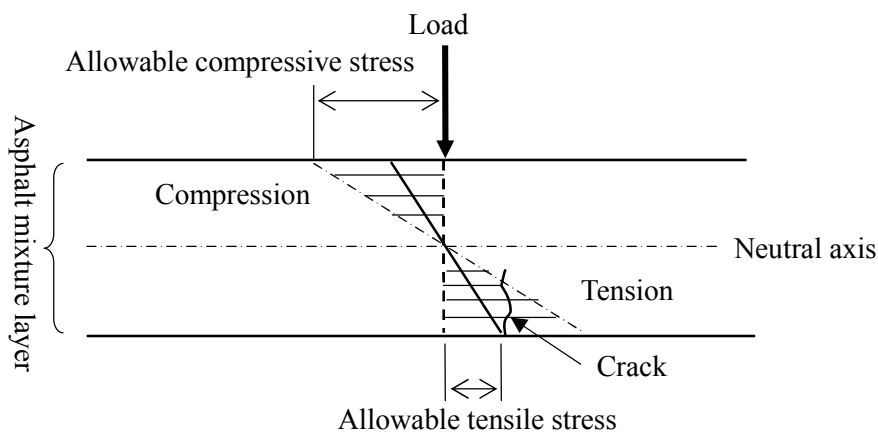 Load
Allowable compressive stress
Asphalt mixture layer
Compression
Neutral axis
Tension
Crack
Allowable tensile stress